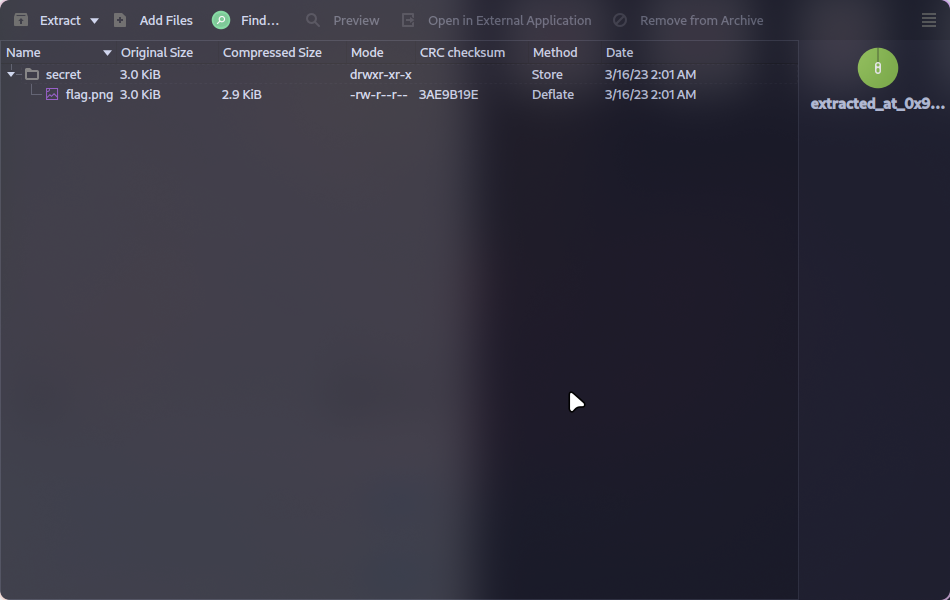 Extract Add Files Find... Preview Open in External Application Remove from Archive
Name Original Size Compressed Size Mode CRC checksum Method Date
secret 3.0 KiB drwxr-xr-x Store 3/16/23 2:01 AM
flag.png 3.0 KiB 2.9 KiB -rw-r--r-- 3AE9B19E Deflate 3/16/23 2:01 AM
extracted_at_0x9...